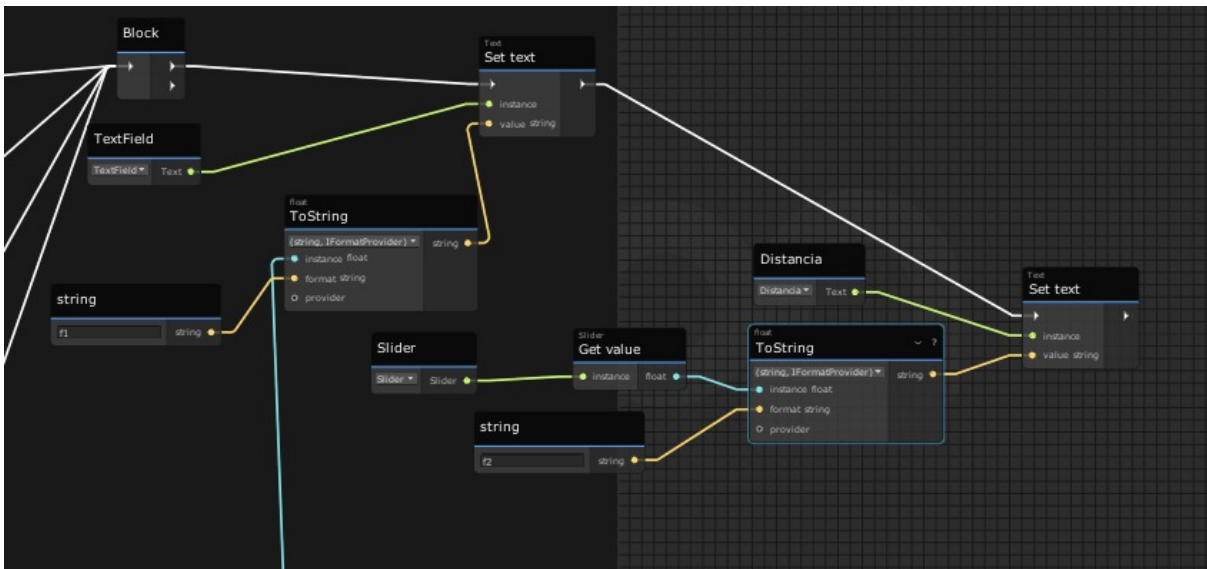 Block
Text
Set text
instance
value string
TextField
TextField Text
float
ToString
(string, IFormatProvider) string
instance float
format string
provider
string
f1 string
Distancia
Distancia Text
Text
Set text
instance
value string
Slider
Slider Slider
Slider
Get value
instance float
float
ToString ?
(string, IFormatProvider) string
instance float
format string
provider
string
f2 string